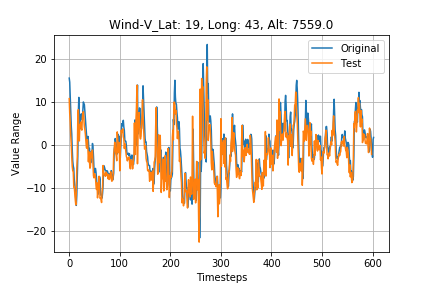 Wind-V_Lat: 19, Long: 43, Alt: 7559.0
Original
Test
Value Range
20
10
0
−10
−20
0 100 200 300 400 500 600
Timesteps